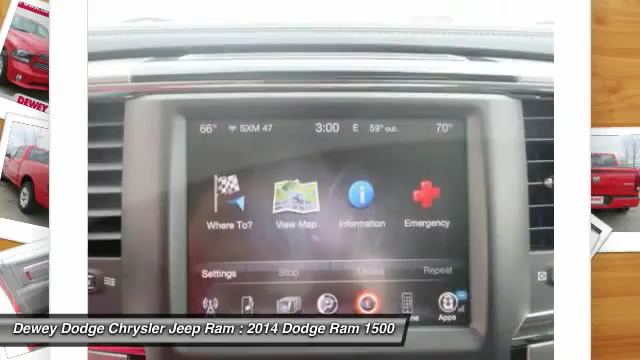 DEWEY
66° SXM 47 3:00 E 59° out. 70°
Where To? View Map Information Emergency
Settings Stop Details Repeat
E Apps
Dewey Dodge Chrysler Jeep Ram : 2014 Dodge Ram 1500